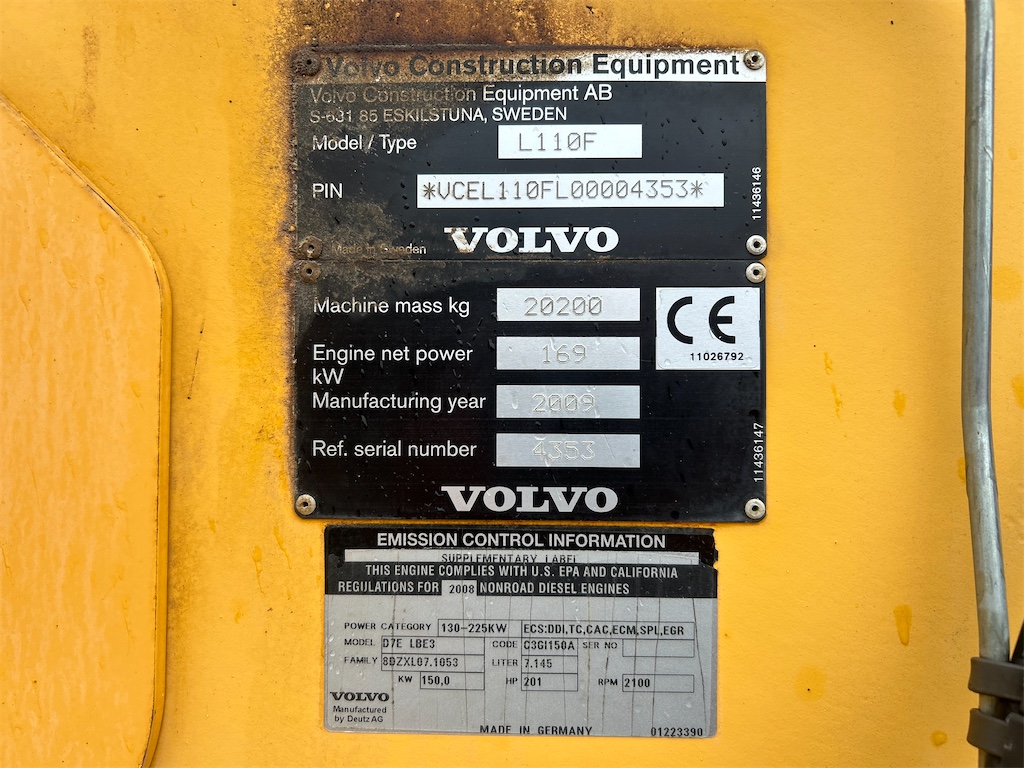 Volvo Construction Equipment
Volvo Construction Equipment AB
S-631 85 ESKILSTUNA, SWEDEN
Model / Type L110F
PIN *VCEL110FL00004353*
11436146
Made in Sweden VOLVO
Machine mass kg 20200
CE
11026792
Engine net power 169
kW
Manufacturing year 2009
Ref. serial number 4353
11436147
VOLVO
EMISSION CONTROL INFORMATION
SUPPLEMENTARY LABEL
THIS ENGINE COMPLIES WITH U.S. EPA AND CALIFORNIA
REGULATIONS FOR 2008 NONROAD DIESEL ENGINES
POWER CATEGORY 130-225KW ECS:DDI,TC,CAC,ECM,SPL,EGR
MODEL D7E LBE3 CODE C3GI150A SER NO
FAMILY 8DZXL07.1053 LITER 7.145
KW 150,0 HP 201 RPM 2100
VOLVO
Manufactured
by Deutz AG
MADE IN GERMANY 01223390